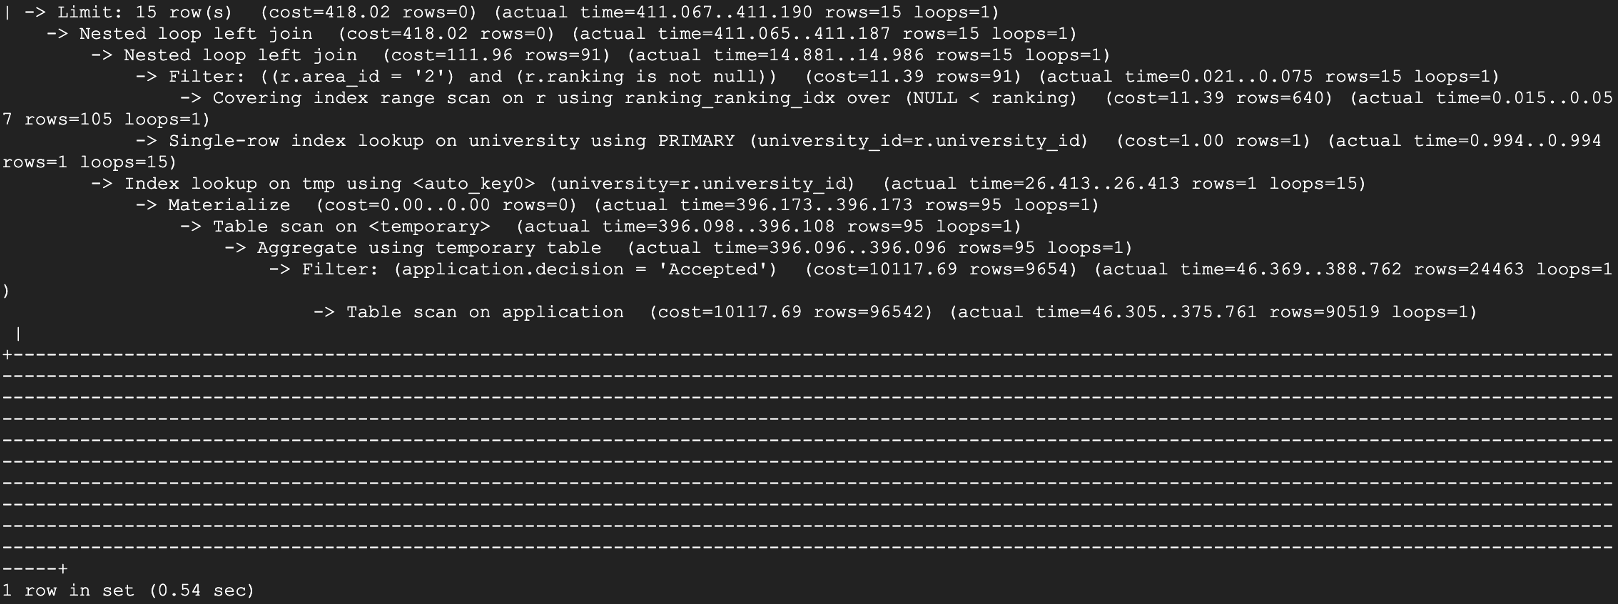 | -> Limit: 15 row(s)  (cost=418.02 rows=0) (actual time=411.067..411.190 rows=15 loops=1)
    -> Nested loop left join  (cost=418.02 rows=0) (actual time=411.065..411.187 rows=15 loops=1)
        -> Nested loop left join  (cost=111.96 rows=91) (actual time=14.881..14.986 rows=15 loops=1)
            -> Filter: ((r.area_id = '2') and (r.ranking is not null))  (cost=11.39 rows=91) (actual time=0.021..0.075 rows=15 loops=1)
                -> Covering index range scan on r using ranking_ranking_idx over (NULL < ranking)  (cost=11.39 rows=640) (actual time=0.015..0.05
7 rows=105 loops=1)
            -> Single-row index lookup on university using PRIMARY (university_id=r.university_id)  (cost=1.00 rows=1) (actual time=0.994..0.994
rows=1 loops=15)
        -> Index lookup on tmp using <auto_key0> (university=r.university_id)  (actual time=26.413..26.413 rows=1 loops=15)
            -> Materialize  (cost=0.00..0.00 rows=0) (actual time=396.173..396.173 rows=95 loops=1)
                -> Table scan on <temporary>  (actual time=396.098..396.108 rows=95 loops=1)
                    -> Aggregate using temporary table  (actual time=396.096..396.096 rows=95 loops=1)
                        -> Filter: (application.decision = 'Accepted')  (cost=10117.69 rows=9654) (actual time=46.369..388.762 rows=24463 loops=1
)
                            -> Table scan on application  (cost=10117.69 rows=96542) (actual time=46.305..375.761 rows=90519 loops=1)
 |
1 row in set (0.54 sec)